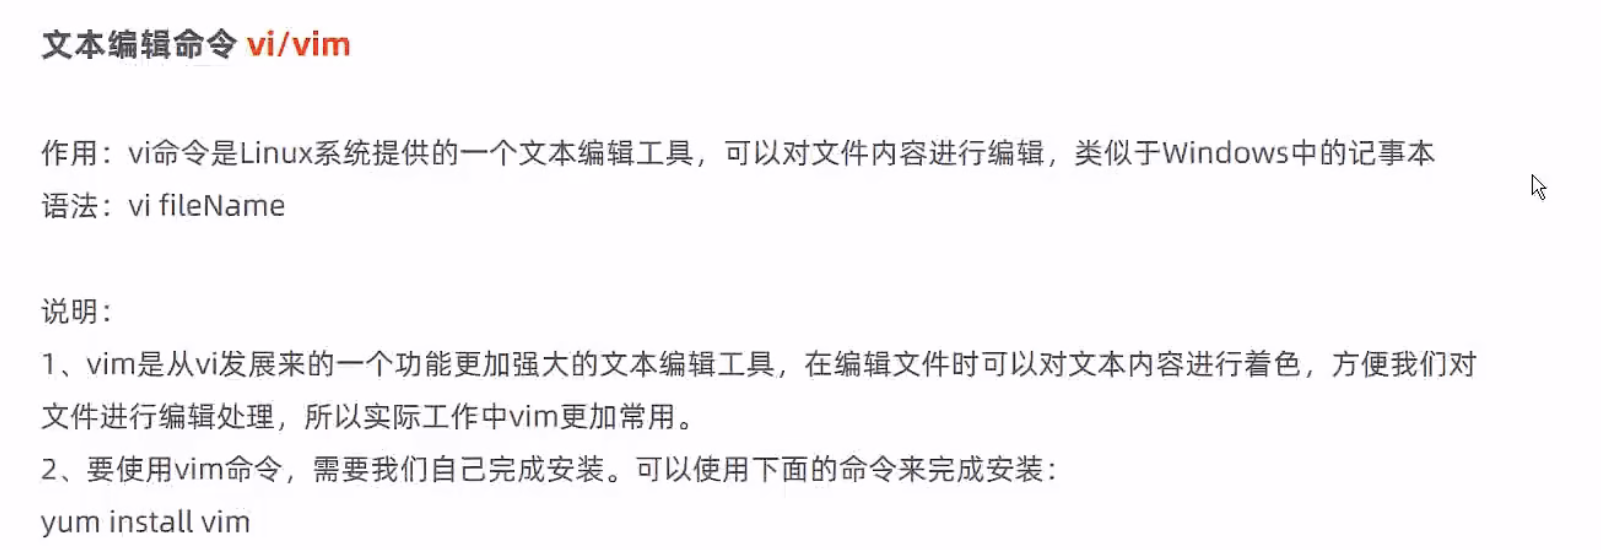 文本编辑命令 vi/vim
作用：vi命令是Linux系统提供的一个文本编辑工具，可以对文件内容进行编辑，类似于Windows中的记事本
语法：vi fileName
说明：
1、vim是从vi发展来的一个功能更加强大的文本编辑工具，在编辑文件时可以对文本内容进行着色，方便我们对
文件进行编辑处理，所以实际工作中vim更加常用。
2、要使用vim命令，需要我们自己完成安装。可以使用下面的命令来完成安装：
yum install vim